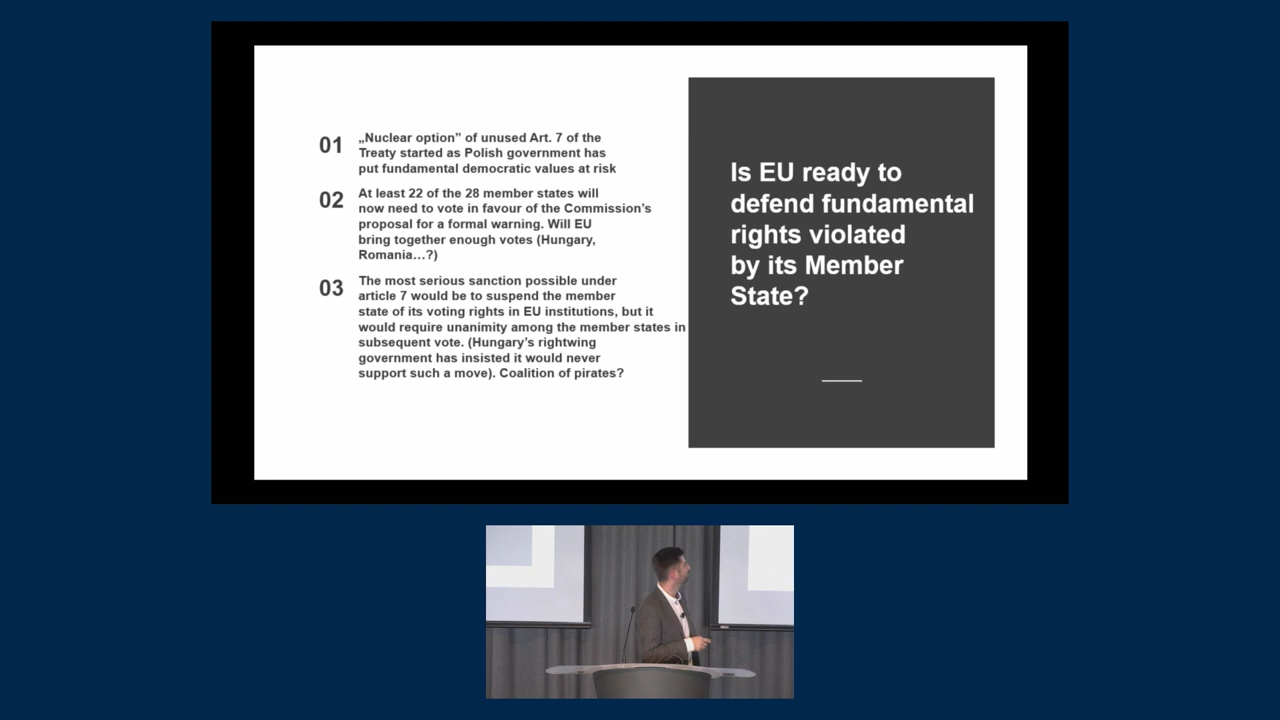 01
„Nuclear option” of unused Art. 7 of the
Treaty started as Polish government has
put fundamental democratic values at risk
02
At least 22 of the 28 member states will
now need to vote in favour of the Commission’s
proposal for a formal warning. Will EU
bring together enough votes (Hungary,
Romania…?)
03
The most serious sanction possible under
article 7 would be to suspend the member
state of its voting rights in EU institutions, but it
would require unanimity among the member states in
subsequent vote. (Hungary’s rightwing
government has insisted it would never
support such a move). Coalition of pirates?
Is EU ready to
defend fundamental
rights violated
by its Member
State?